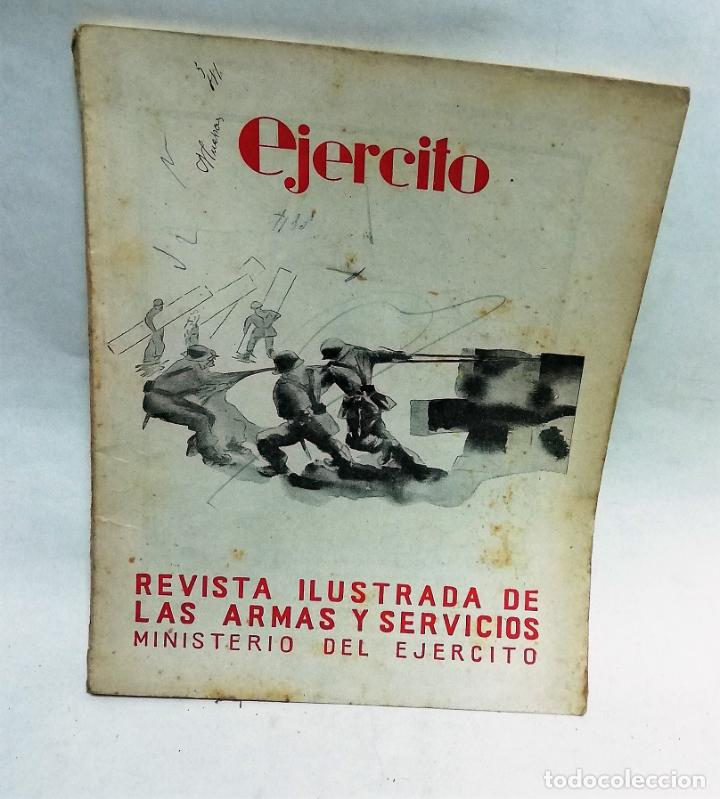 Ejercito
REVISTA ILUSTRADA DE
LAS ARMAS Y SERVICIOS
MINISTERIO DEL EJERCITO
todocoleccion